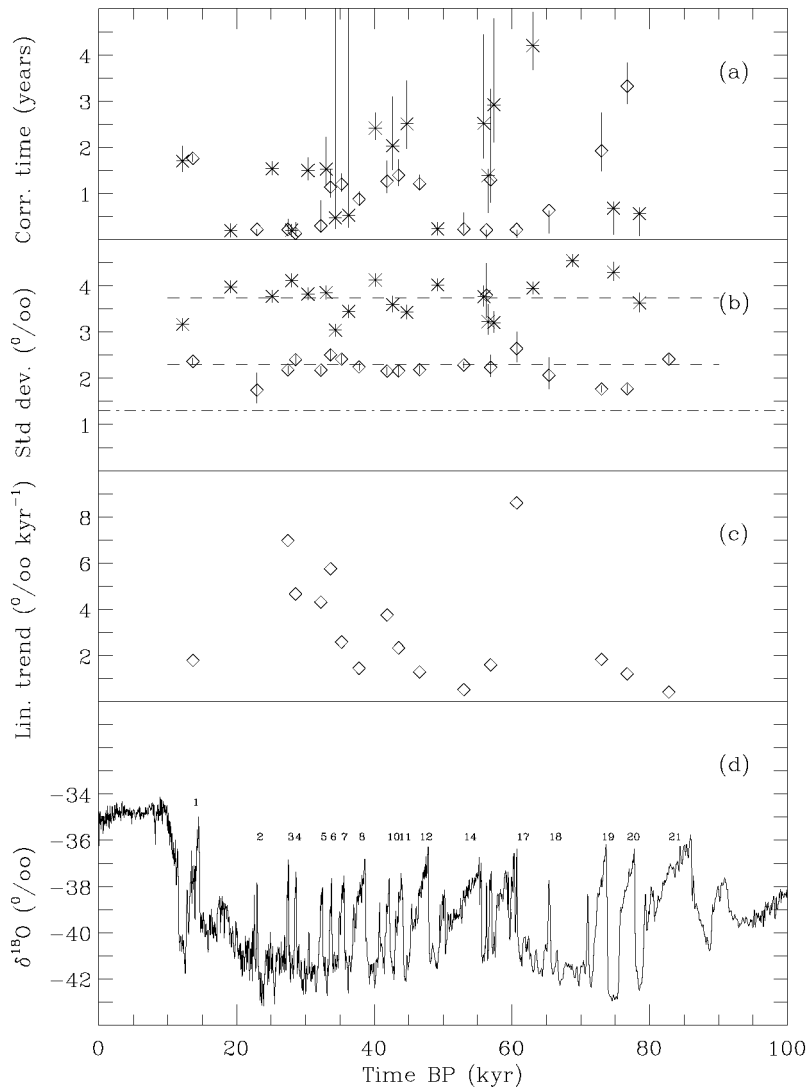 Corr. time (years)
5
4
3
2
1
(a)
Std dev. (⁰/oo)
4
3
2
1
(b)
Lin. trend (⁰/oo kyr⁻¹)
8
6
4
2
(c)
δ¹⁸O (⁰/oo)
−34
−36
−38
−40
−42
(d)
1 2 3 4 5 6 7 8 10 11 12 14 17 18 19 20 21
0 20 40 60 80 100
Time BP (kyr)